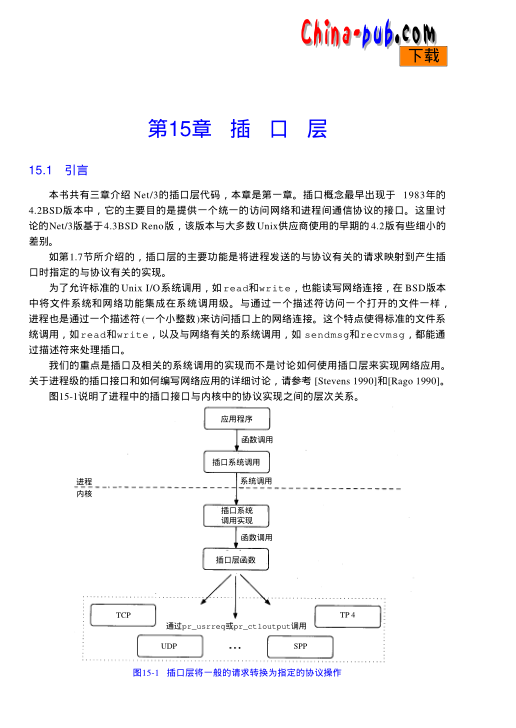 China-pub.com
下载
第15章 插 口 层
15.1 引言
本书共有三章介绍 Net/3的插口层代码，本章是第一章。插口概念最早出现于 1983年的
4.2BSD版本中，它的主要目的是提供一个统一的访问网络和进程间通信协议的接口。这里讨
论的Net/3版基于4.3BSD Reno版，该版本与大多数 Unix供应商使用的早期的 4.2版有些细小的
差别。
如第1.7节所介绍的，插口层的主要功能是将进程发送的与协议有关的请求映射到产生插
口时指定的与协议有关的实现。
为了允许标准的 Unix I/O系统调用，如 read和write，也能读写网络连接，在 BSD版本
中将文件系统和网络功能集成在系统调用级。与通过一个描述符访问一个打开的文件一样，
进程也是通过一个描述符 (一个小整数 )来访问插口上的网络连接。这个特点使得标准的文件系
统调用，如read和write，以及与网络有关的系统调用，如 sendmsg和recvmsg，都能通
过描述符来处理插口。
我们的重点是插口及相关的系统调用的实现而不是讨论如何使用插口层来实现网络应用。
关于进程级的插口接口和如何编写网络应用的详细讨论，请参考 [Stevens 1990]和[Rago 1990]。
图15-1说明了进程中的插口接口与内核中的协议实现之间的层次关系。
应用程序
函数调用
插口系统调用
进程
系统调用
内核
插口系统
调用实现
函数调用
插口层函数
TCP
TP 4
通过pr_usrreq或pr_ctloutput调用
UDP
...
SPP
图15-1 插口层将一般的请求转换为指定的协议操作